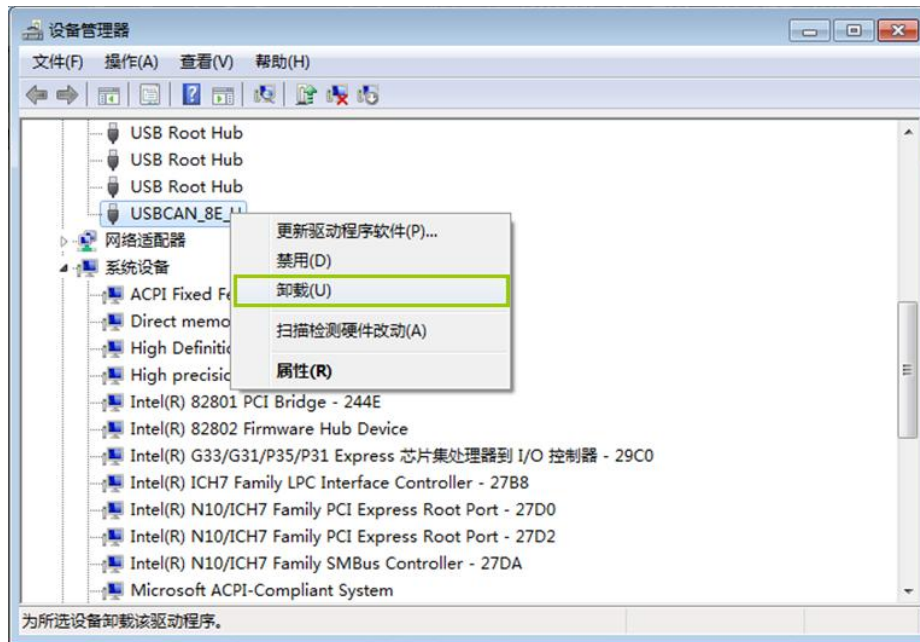 设备管理器
文件(F) 操作(A) 查看(V) 帮助(H)
USB Root Hub
USB Root Hub
USB Root Hub
USBCAN_8E_U
更新驱动程序软件(P)...
网络适配器
禁用(D)
系统设备
卸载(U)
ACPI Fixed
Direct
扫描检测硬件改动(A)
High
High
属性(R)
Intel(R) 82801 PCI Bridge - 244E
Intel(R) 82802 Firmware Hub Device
Intel(R) G33/G31/P35/P31 Express 芯片集处理器到 I/O 控制器 - 29C0
Intel(R) ICH7 Family LPC Interface Controller - 27B8
Intel(R) N10/ICH7 Family PCI Express Root Port - 27D0
Intel(R) N10/ICH7 Family PCI Express Root Port - 27D2
Intel(R) N10/ICH7 Family SMBus Controller - 27DA
Microsoft ACPI-Compliant System
为所选设备卸载该驱动程序。